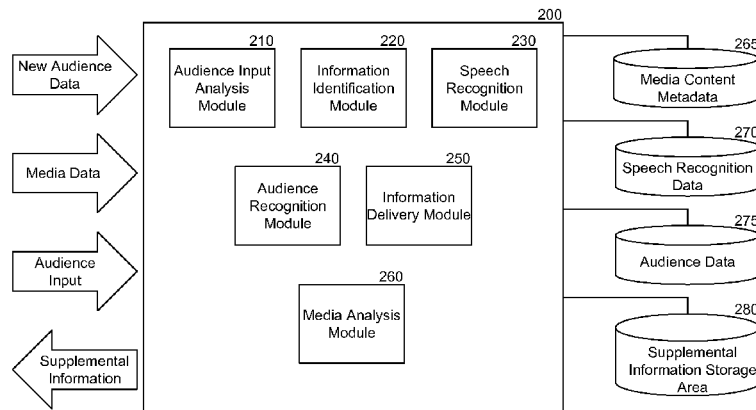 200
New Audience
Data
Media Data
Audience
Input
Supplemental
Information
210
Audience Input
Analysis
Module
220
Information
Identification
Module
230
Speech
Recognition
Module
240
Audience
Recognition
Module
250
Information
Delivery Module
260
Media Analysis
Module
265
Media Content
Metadata
270
Speech Recognition
Data
275
Audience Data
280
Supplemental
Information Storage
Area